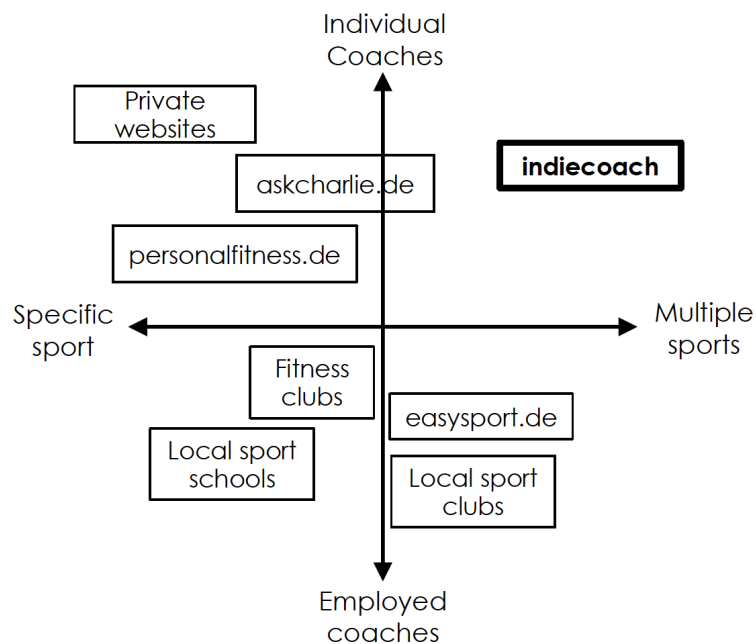 Individual
Coaches
Private
websites
indiecoach
askcharlie.de
personalfitness.de
Specific
sport
Multiple
sports
Fitness
clubs
easysport.de
Local sport
schools
Local sport
clubs
Employed
coaches